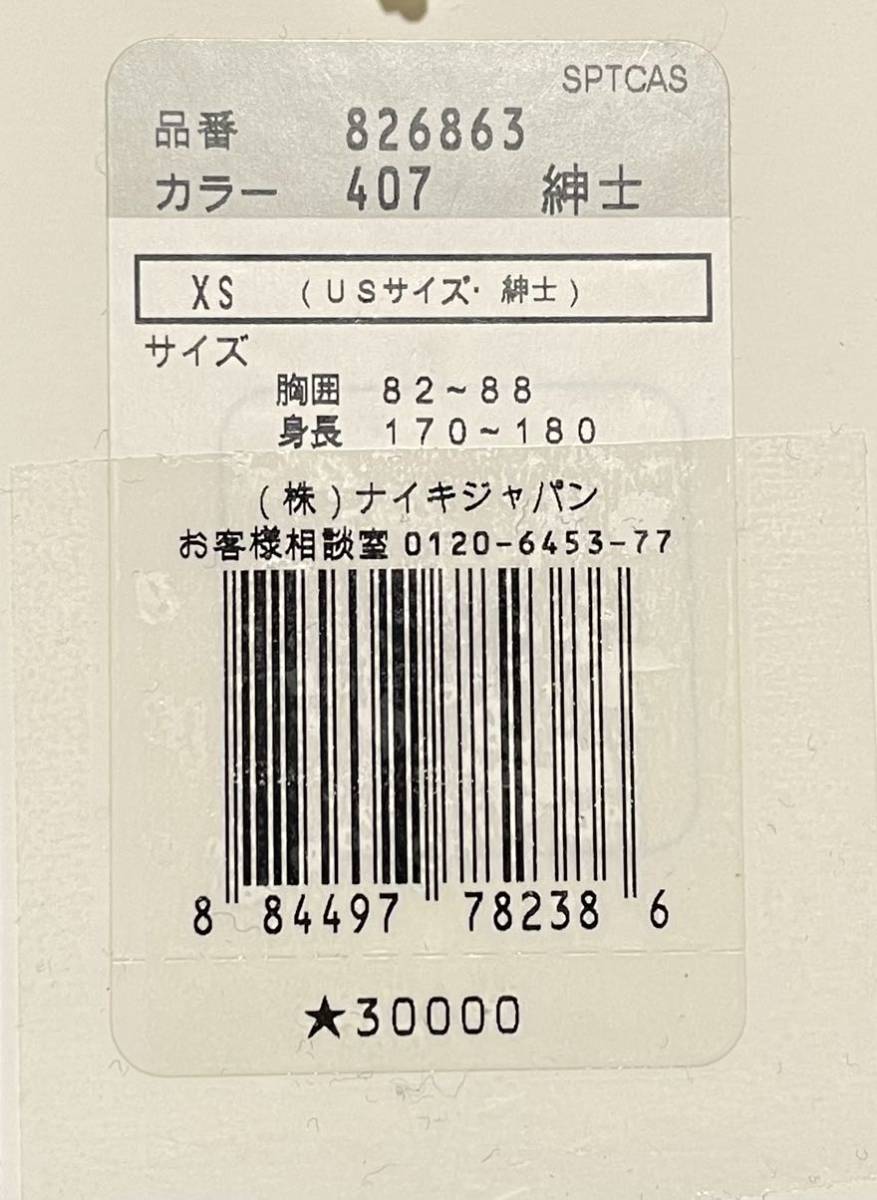 SPTCAS
品番 826863
カラー 407 紳士
XS (USサイズ・紳士)
サイズ
胸囲 82~88
身長 170~180
(株)ナイキジャパン
お客様相談室 0120-6453-77
8 84497 78238 6
★30000